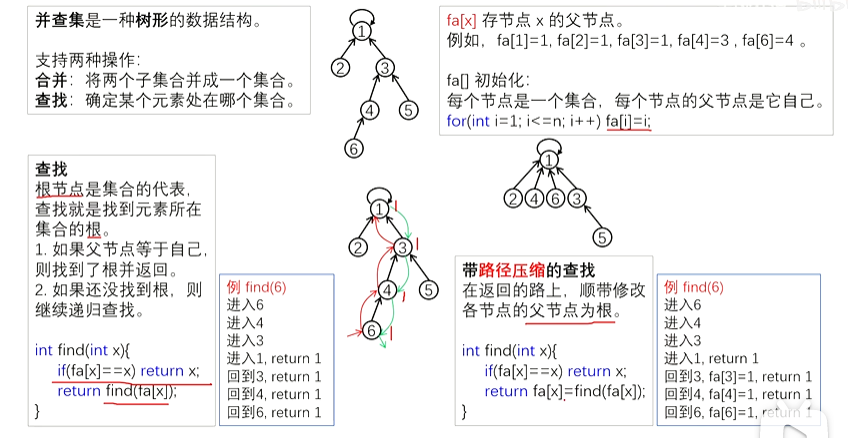 并查集是一种树形的数据结构。
支持两种操作：
合并：将两个子集合并成一个集合。
查找：确定某个元素处在哪个集合。
1
2
3
4
5
6
fa[x] 存节点 x 的父节点。
例如，fa[1]=1, fa[2]=1, fa[3]=1, fa[4]=3 , fa[6]=4 。
fa[] 初始化：
每个节点是一个集合，每个节点的父节点是它自己。
for(int i=1; i<=n; i++) fa[i]=i;
查找
根节点是集合的代表，
查找就是找到元素所在
集合的根。
1. 如果父节点等于自己，
则找到了根并返回。
2. 如果还没找到根，则
继续递归查找。
int find(int x){
if(fa[x]==x) return x;
return find(fa[x]);
}
例 find(6)
进入6
进入4
进入3
进入1, return 1
回到3, return 1
回到4, return 1
回到6, return 1
1
2
3
4
5
6
1
1
1
1
1
2 4 6 3
5
带路径压缩的查找
在返回的路上，顺带修改
各节点的父节点为根。
int find(int x){
if(fa[x]==x) return x;
return fa[x]=find(fa[x]);
}
例 find(6)
进入6
进入4
进入3
进入1, return 1
回到3, fa[3]=1, return 1
回到4, fa[4]=1, return 1
回到6, fa[6]=1, return 1